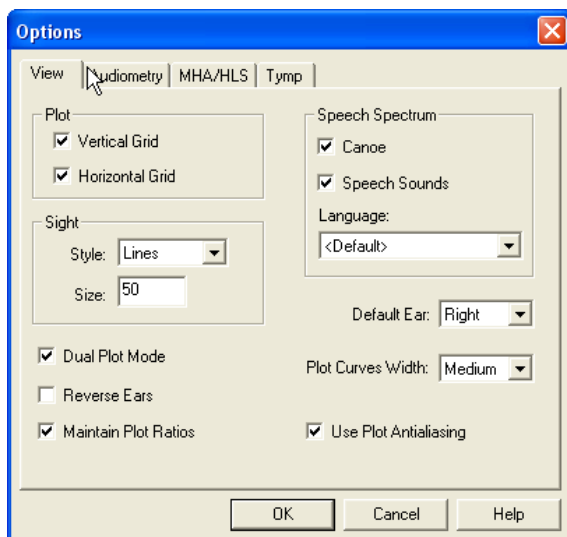 Options
View Audiometry MHA/HLS Tymp
Plot
Vertical Grid
Horizontal Grid
Sight
Style: Lines
Size: 50
Dual Plot Mode
Reverse Ears
Maintain Plot Ratios
Speech Spectrum
Canoe
Speech Sounds
Language:
<Default>
Default Ear: Right
Plot Curves Width: Medium
Use Plot Antialiasing
OK Cancel Help